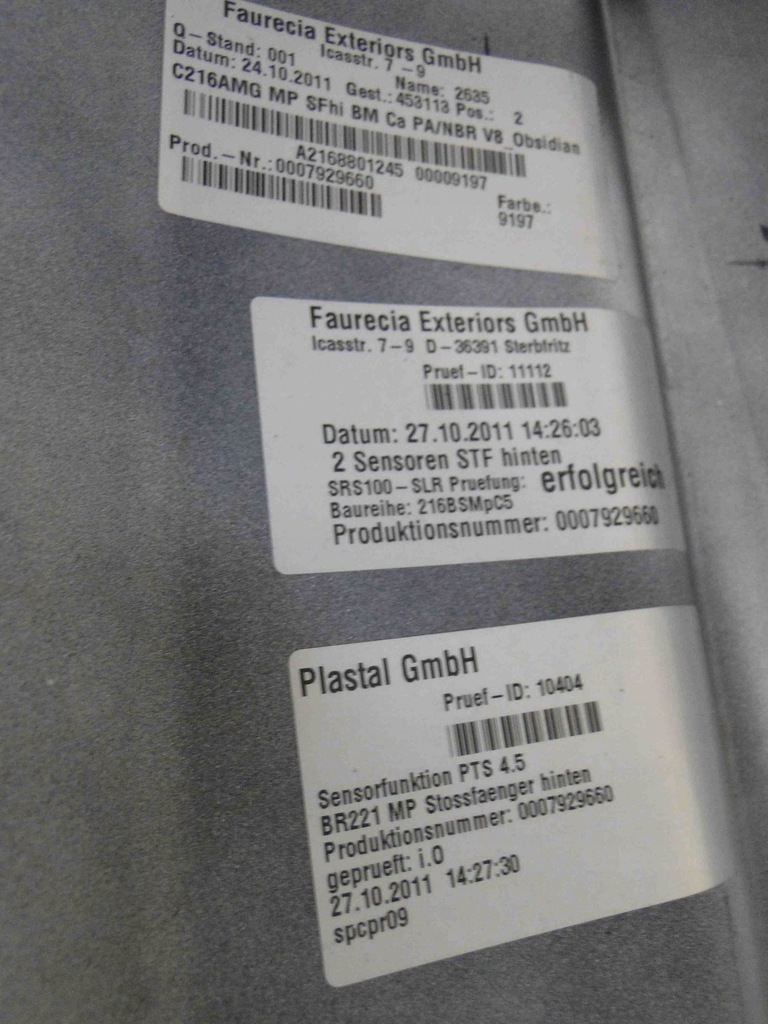 Faurecia Exteriors GmbH
Icasstr. 7-9
Q-Stand: 001 Name: 2635
Datum: 24.10.2011 Gest.: 453113 Pos.: 2
C216AMG MP SFhi BM Ca PA/NBR V8_Obsidian
A2168801245 00009197
Prod.-Nr.:0007929660
Farbe.:
9197
Faurecia Exteriors GmbH
Icasstr. 7-9 D-36391 Sterbfritz
Pruef-ID: 11112
Datum: 27.10.2011 14:26:03
2 Sensoren STF hinten
SRS100-SLR Pruefung: erfolgreich
Baureihe: 216BSMpC5
Produktionsnummer: 0007929660
Plastal GmbH
Pruef-ID: 10404
Sensorfunktion PTS 4.5
BR221 MP Stossfaenger hinten
Produktionsnummer: 0007929660
geprueft: i.O
27.10.2011 14:27:30
spcpr09